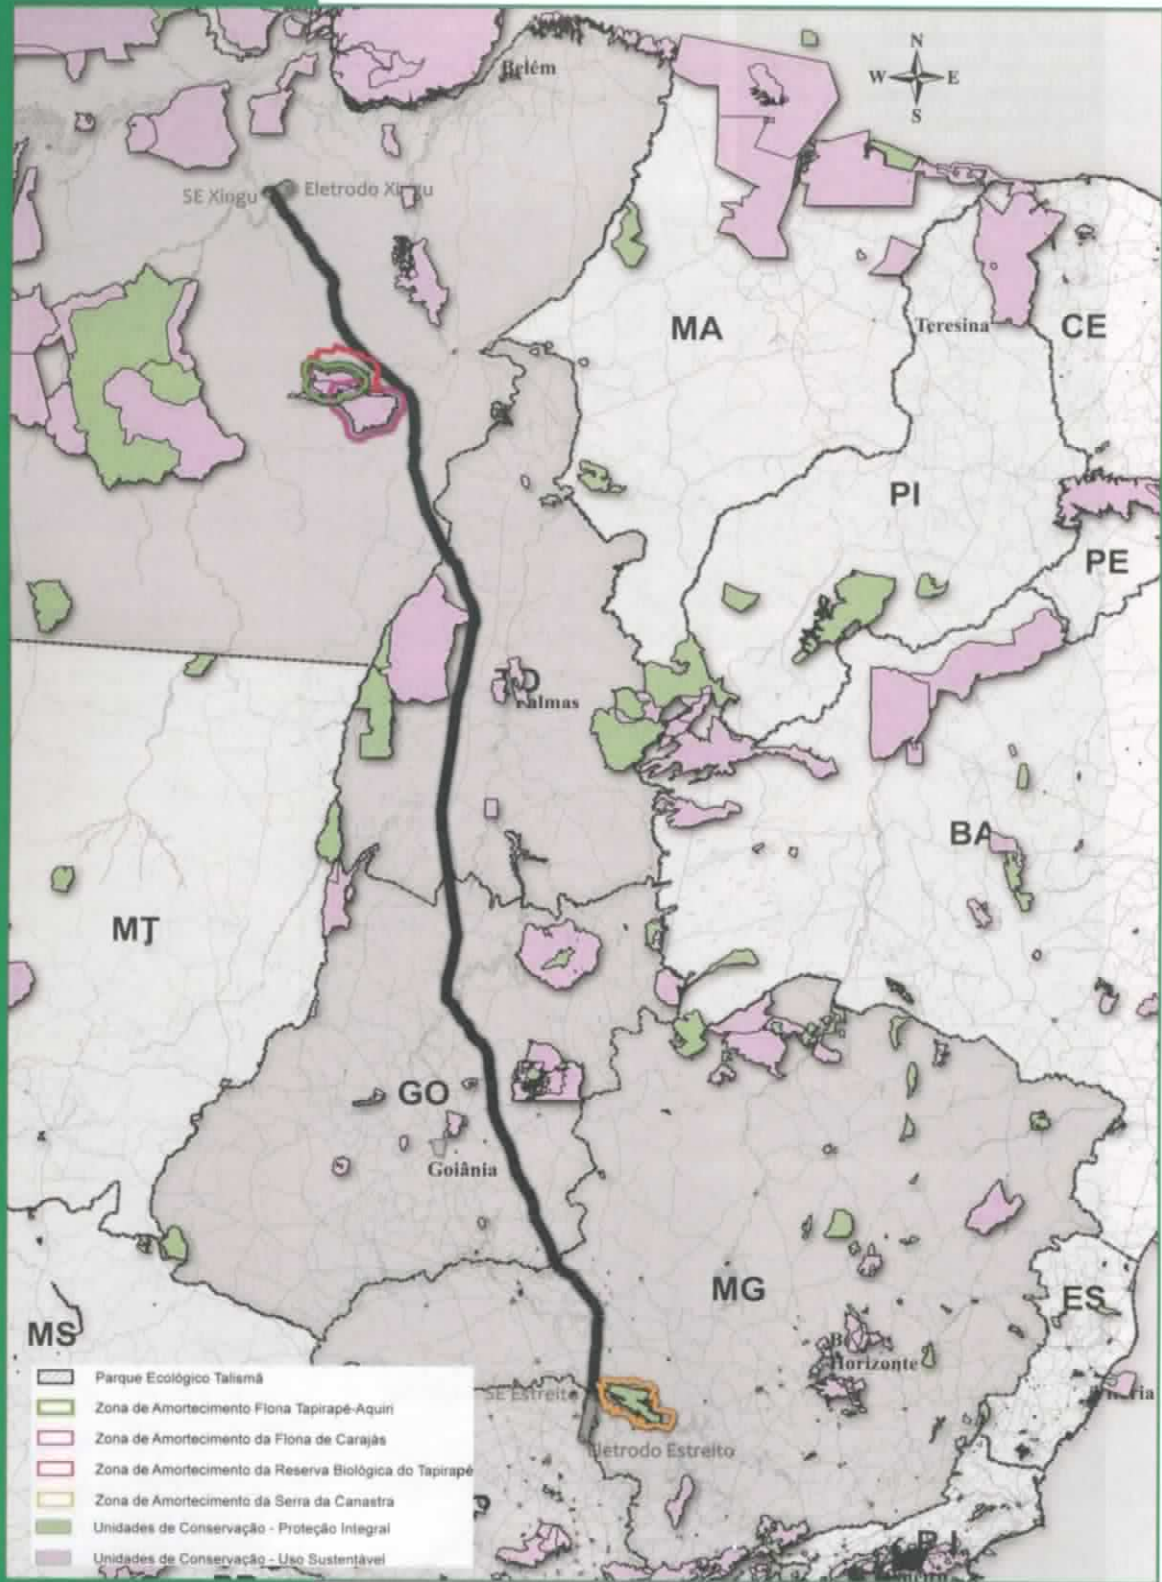 N
W E
S
Belém
SE Xingu
Eletrodo Xingu
MA
Teresina
CE
PI
PE
TO
Palmas
BA
MT
GO
Goiânia
MG
ES
MS
Horizonte
SE Estreito
Eletrodo Estreito
RJ
Parque Ecológico Talismã
Zona de Amortecimento Flona Tapirapé-Aquiri
Zona de Amortecimento da Flona de Carajás
Zona de Amortecimento da Reserva Biológica do Tapirapé
Zona de Amortecimento da Serra da Canastra
Unidades de Conservação - Proteção Integral
Unidades de Conservação - Uso Sustentável